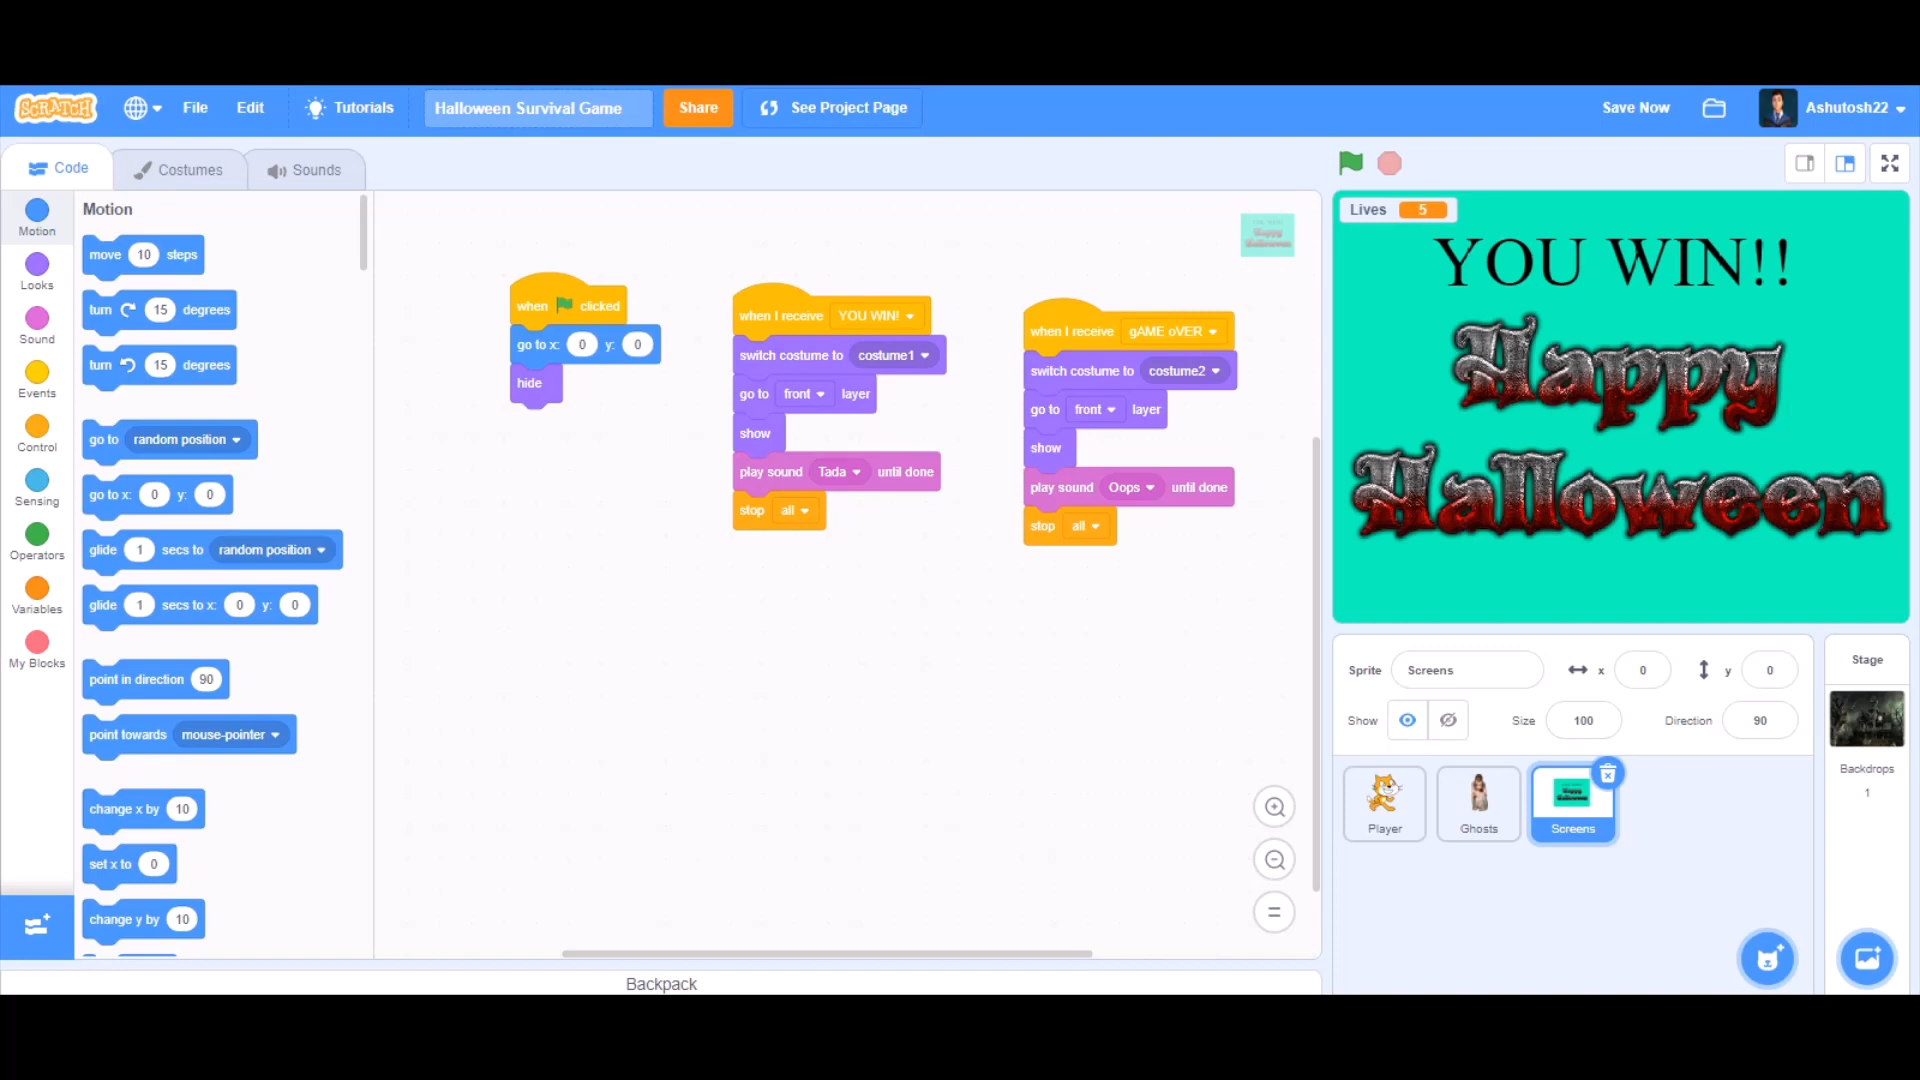 SCRATCH File Edit Tutorials Halloween Survival Game Share See Project Page Save Now Ashutosh22
Code Costumes Sounds
Motion
Looks
Sound
Events
Control
Sensing
Operators
Variables
My Blocks
Motion
move 10 steps
turn 15 degrees
turn 15 degrees
go to random position
go to x: 0 y: 0
glide 1 secs to random position
glide 1 secs to x: 0 y: 0
point in direction 90
point towards mouse-pointer
change x by 10
set x to 0
change y by 10
when clicked
go to x: 0 y: 0
hide
when I receive YOU WIN!
switch costume to costume1
go to front layer
show
play sound Tada until done
stop all
when I receive gAME oVER
switch costume to costume2
go to front layer
show
play sound Oops until done
stop all
Backpack
Lives 5
YOU WIN!!
Happy
Halloween
Sprite Screens x 0 y 0
Show Size 100 Direction 90
Player
Ghosts
Happy
Halloween
Screens
Stage
Backdrops
1